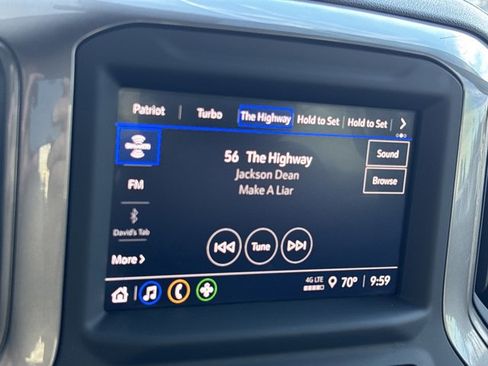 Patriot Turbo The Highway Hold to Set Hold to Set
56 The Highway
Sound
Jackson Dean
FM
Browse
Make A Liar
David's Tab
Tune
More
4G LTE 70° 9:59